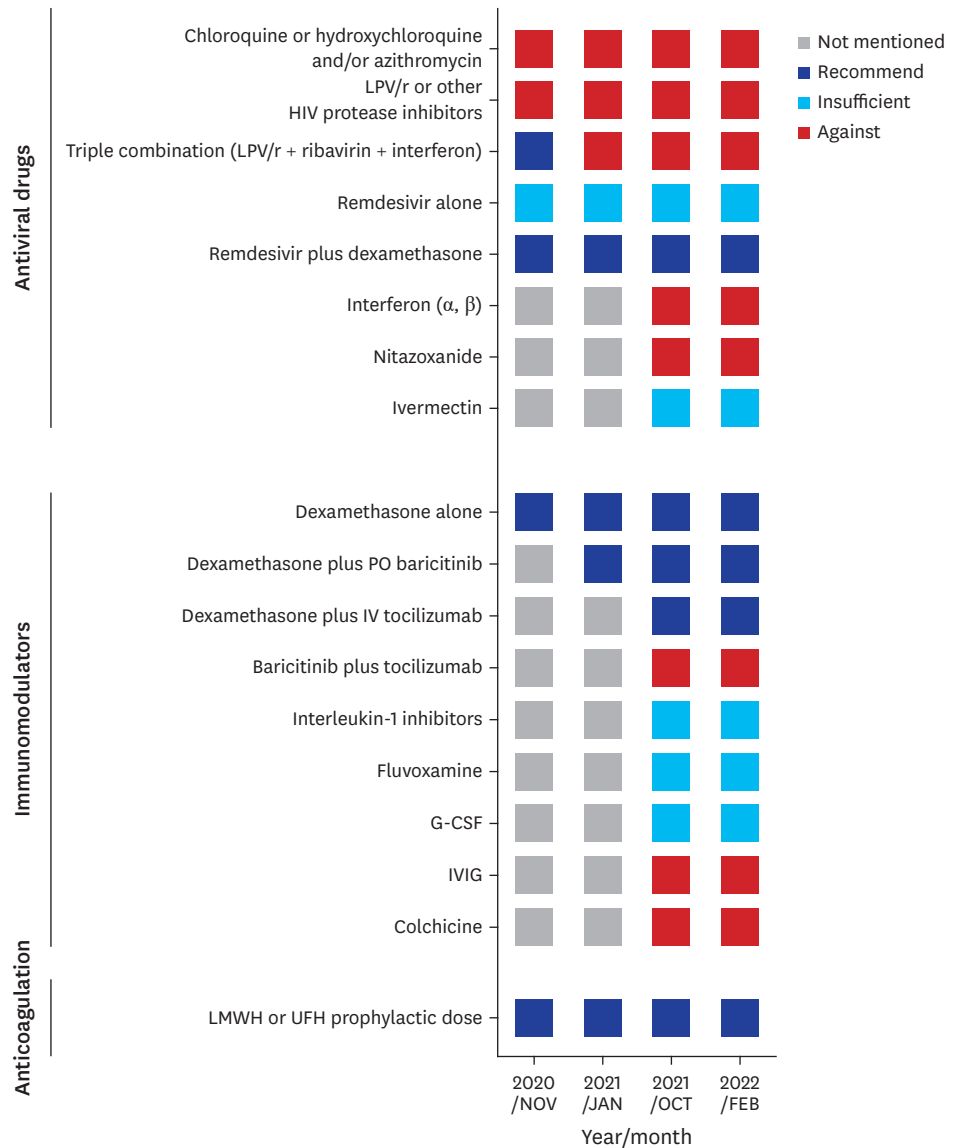 Chloroquine or hydroxychloroquine
and/or azithromycin
LPV/r or other
HIV protease inhibitors
Triple combination (LPV/r + ribavirin + interferon)
Remdesivir alone
Remdesivir plus dexamethasone
Interferon (α, β)
Nitazoxanide
Ivermectin
Antiviral drugs
Not mentioned
Recommend
Insufficient
Against
Dexamethasone alone
Dexamethasone plus PO baricitinib
Dexamethasone plus IV tocilizumab
Baricitinib plus tocilizumab
Interleukin-1 inhibitors
Fluvoxamine
G-CSF
IVIG
Colchicine
Immunomodulators
LMWH or UFH prophylactic dose
Anticoagulation
2020 2021 2021 2022
/NOV /JAN /OCT /FEB
Year/month